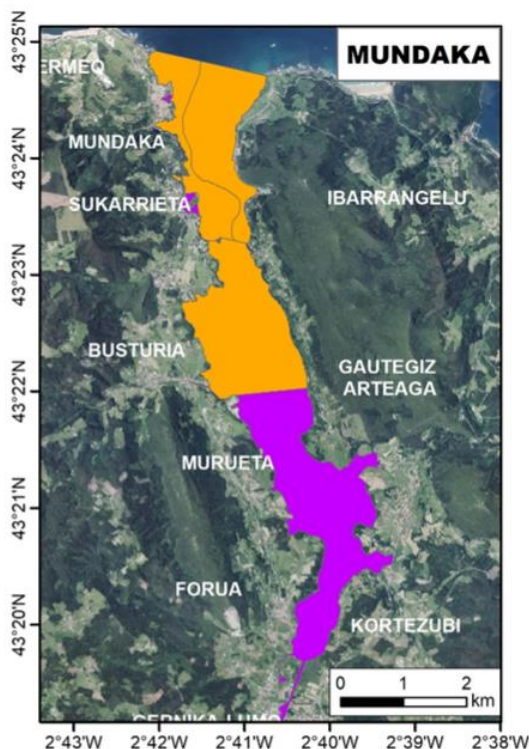 MUNDAKA
43°25'N
43°24'N
43°23'N
43°22'N
43°21'N
43°20'N
ERMEO
MUNDAKA
SUKARRIETA
IBARRANGELU
BUSTURIA
GAUTEGIZ
ARTEAGA
MURUETA
FORUA
KORTEZUBI
GERNIKA-LUMO
0 1 2
km
2°43'W 2°42'W 2°41'W 2°40'W 2°39'W 2°38'W